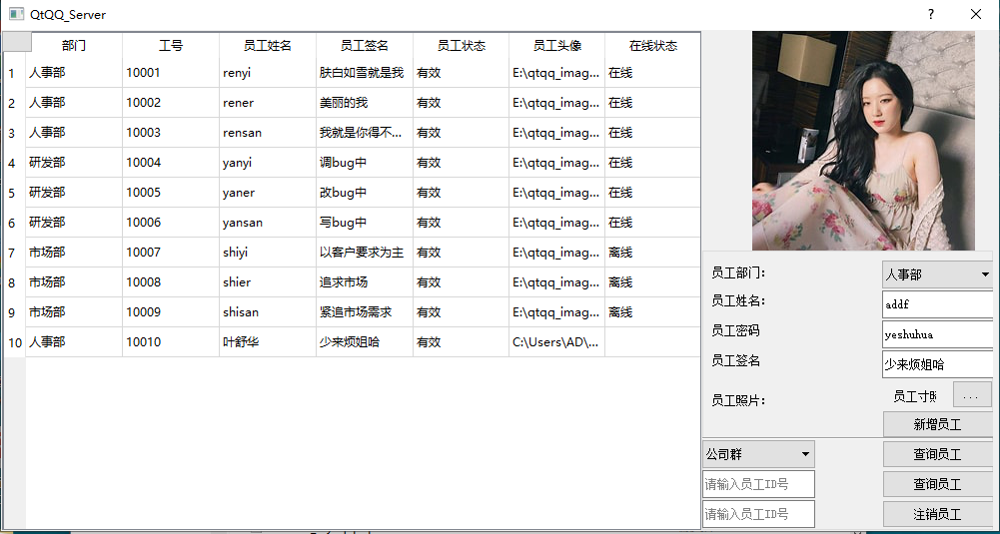 QtQQ_Server
部门 工号 员工姓名 员工签名 员工状态 员工头像 在线状态
1 人事部 10001 renyi 肤白如雪就是我 有效 E:\qtqq_imag... 在线
2 人事部 10002 rener 美丽的我 有效 E:\qtqq_imag... 在线
3 人事部 10003 rensan 我就是你得不... 有效 E:\qtqq_imag... 在线
4 研发部 10004 yanyi 调bug中 有效 E:\qtqq_imag... 在线
5 研发部 10005 yaner 改bug中 有效 E:\qtqq_imag... 在线
6 研发部 10006 yansan 写bug中 有效 E:\qtqq_imag... 在线
7 市场部 10007 shiyi 以客户要求为主 有效 E:\qtqq_imag... 离线
8 市场部 10008 shier 追求市场 有效 E:\qtqq_imag... 离线
9 市场部 10009 shisan 紧追市场需求 有效 E:\qtqq_imag... 离线
10 人事部 10010 叶舒华 少来烦姐哈 有效 C:\Users\AD\...
员工部门： 人事部
员工姓名： addf
员工密码 yeshuhua
员工签名 少来烦姐哈
员工照片： 员工寸 ...
新增员工
公司群 查询员工
请输入员工ID号 查询员工
请输入员工ID号 注销员工